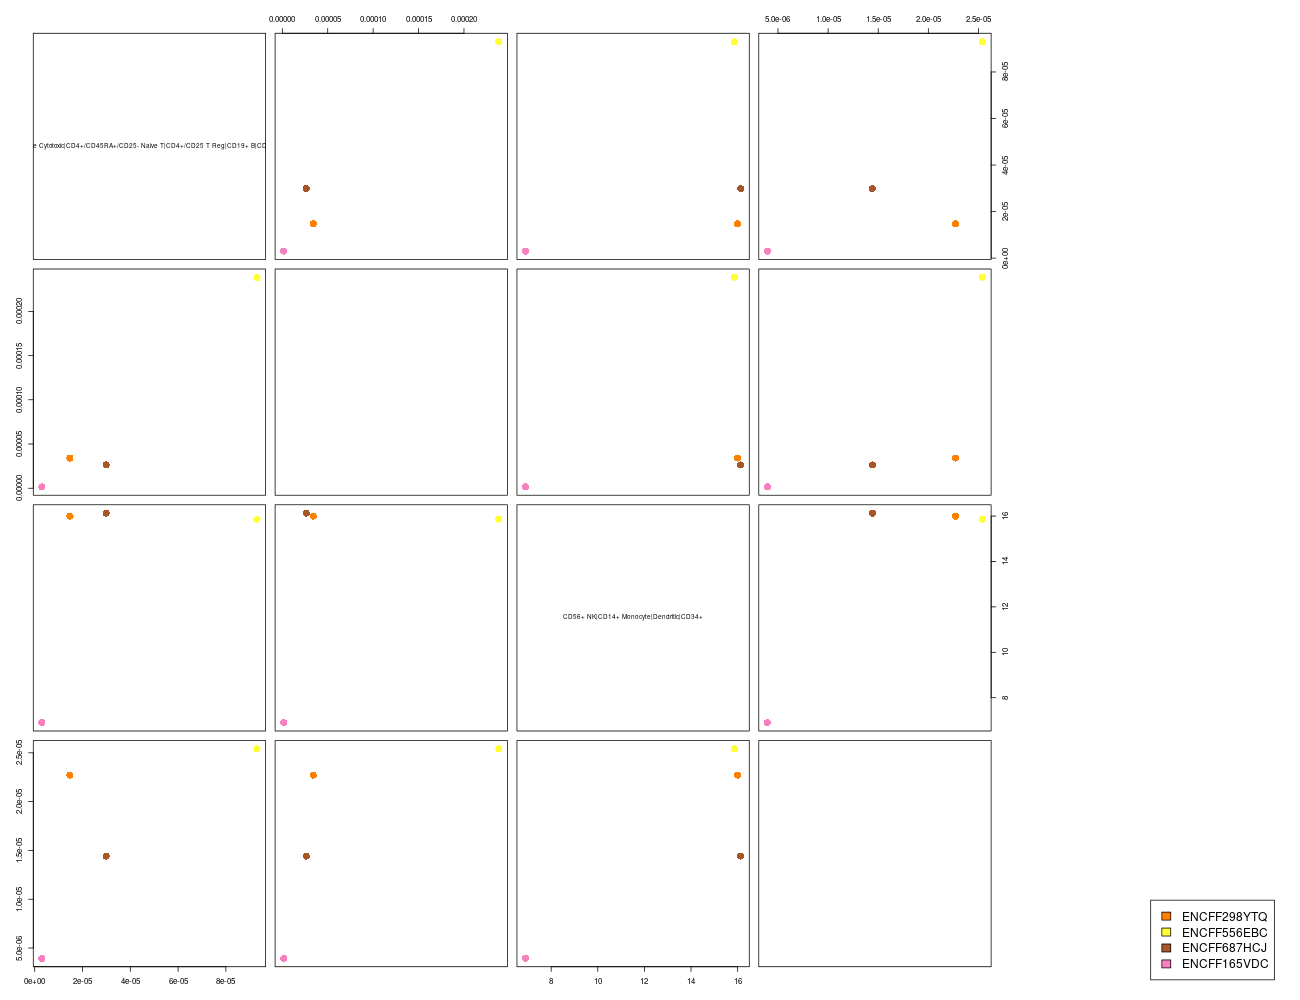 0.00000 0.00005 0.00010 0.00015 0.00020
5.0e-06 1.0e-05 1.5e-05 2.0e-05 2.5e-05
e Cytotoxic|CD4+/CD45RA+/CD25- Naive T|CD4+/CD25 T Reg|CD19+ B|CD
0e+00 2e-05 4e-05 6e-05 8e-05
0.00000 0.00005 0.00010 0.00015 0.00020
CD56+ NK|CD14+ Monocyte|Dendritic|CD34+
8 10 12 14 16
5.0e-06 1.0e-05 1.5e-05 2.0e-05 2.5e-05
0e+00 2e-05 4e-05 6e-05 8e-05
8 10 12 14 16
ENCFF298YTQ
ENCFF556EBC
ENCFF687HCJ
ENCFF165VDC